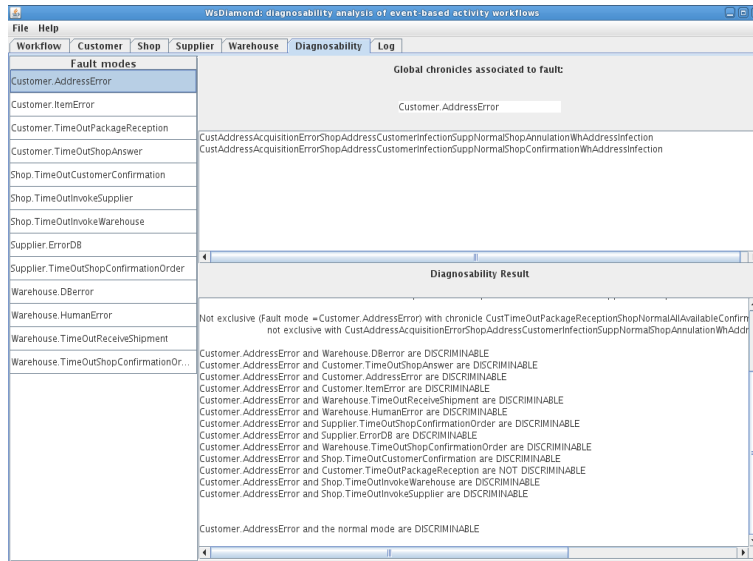 WsDiamond: diagnosability analysis of event-based activity workflows
File Help
Workflow Customer Shop Supplier Warehouse Diagnosability Log
Fault modes
Customer.AddressError
Customer.ItemError
Customer.TimeOutPackageReception
Customer.TimeOutShopAnswer
Shop.TimeOutCustomerConfirmation
Shop.TimeOutInvokeSupplier
Shop.TimeOutInvokeWarehouse
Supplier.ErrorDB
Supplier.TimeOutShopConfirmationOrder
Warehouse.DBerror
Warehouse.HumanError
Warehouse.TimeOutReceiveShipment
Warehouse.TimeOutShopConfirmationOr...
Global chronicles associated to fault:
Customer.AddressError
CustAddressAcquisitionErrorShopAddressCustomerInfectionSuppNormalShopAnnulationWhAddressInfection
CustAddressAcquisitionErrorShopAddressCustomerInfectionSuppNormalShopConfirmationWhAddressInfection
Diagnosability Result
Not exclusive (Fault mode =Customer.AddressError) with chronicle CustTimeOutPackageReceptionShopNormalAllAvailableConfirm
not exclusive with CustAddressAcquisitionErrorShopAddressCustomerInfectionSuppNormalShopAnnulationWhAddr
Customer.AddressError and Warehouse.DBerror are DISCRIMINABLE
Customer.AddressError and Customer.TimeOutShopAnswer are DISCRIMINABLE
Customer.AddressError and Customer.AddressError are DISCRIMINABLE
Customer.AddressError and Customer.ItemError are DISCRIMINABLE
Customer.AddressError and Warehouse.TimeOutReceiveShipment are DISCRIMINABLE
Customer.AddressError and Warehouse.HumanError are DISCRIMINABLE
Customer.AddressError and Supplier.TimeOutShopConfirmationOrder are DISCRIMINABLE
Customer.AddressError and Supplier.ErrorDB are DISCRIMINABLE
Customer.AddressError and Warehouse.TimeOutShopConfirmationOrder are DISCRIMINABLE
Customer.AddressError and Shop.TimeOutCustomerConfirmation are DISCRIMINABLE
Customer.AddressError and Customer.TimeOutPackageReception are NOT DISCRIMINABLE
Customer.AddressError and Shop.TimeOutInvokeWarehouse are DISCRIMINABLE
Customer.AddressError and Shop.TimeOutInvokeSupplier are DISCRIMINABLE
Customer.AddressError and the normal mode are DISCRIMINABLE